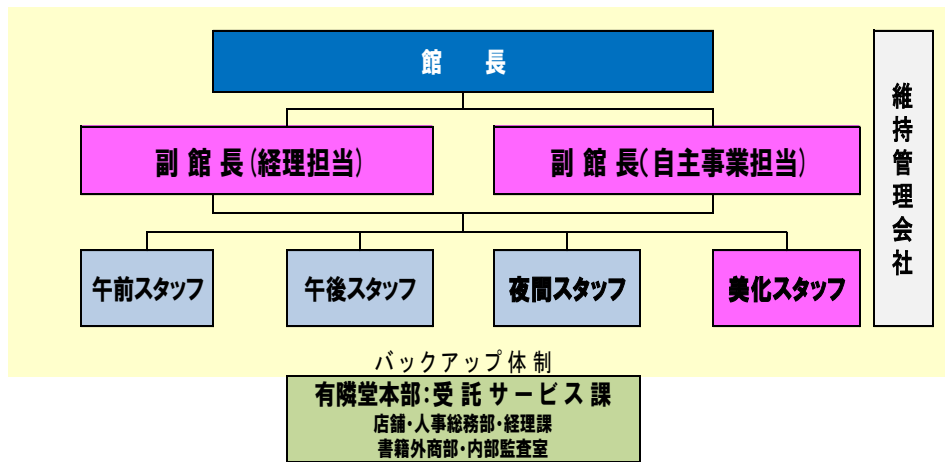 館 長
副 館 長(経理担当)
副 館 長(自主事業担当)
午前スタッフ
午後スタッフ
夜間スタッフ
美化スタッフ
維持管理会社
バックアップ体制
有隣堂本部:受 託 サ ー ビ ス 課
店舗・人事総務部・経理課
書籍外商部・内部監査室